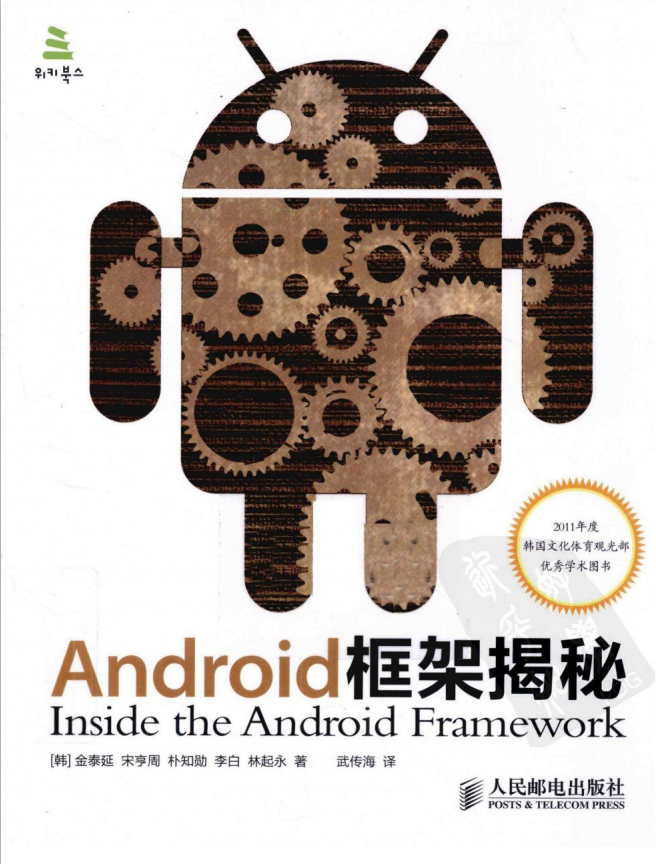 위키북스
2011年度
韩国文化体育观光部
优秀学术图书
Android框架揭秘
Inside the Android Framework
[韩] 金泰延 宋亨周 朴知勋 李白 林起永 著 武传海 译
人民邮电出版社
POSTS & TELECOM PRESS